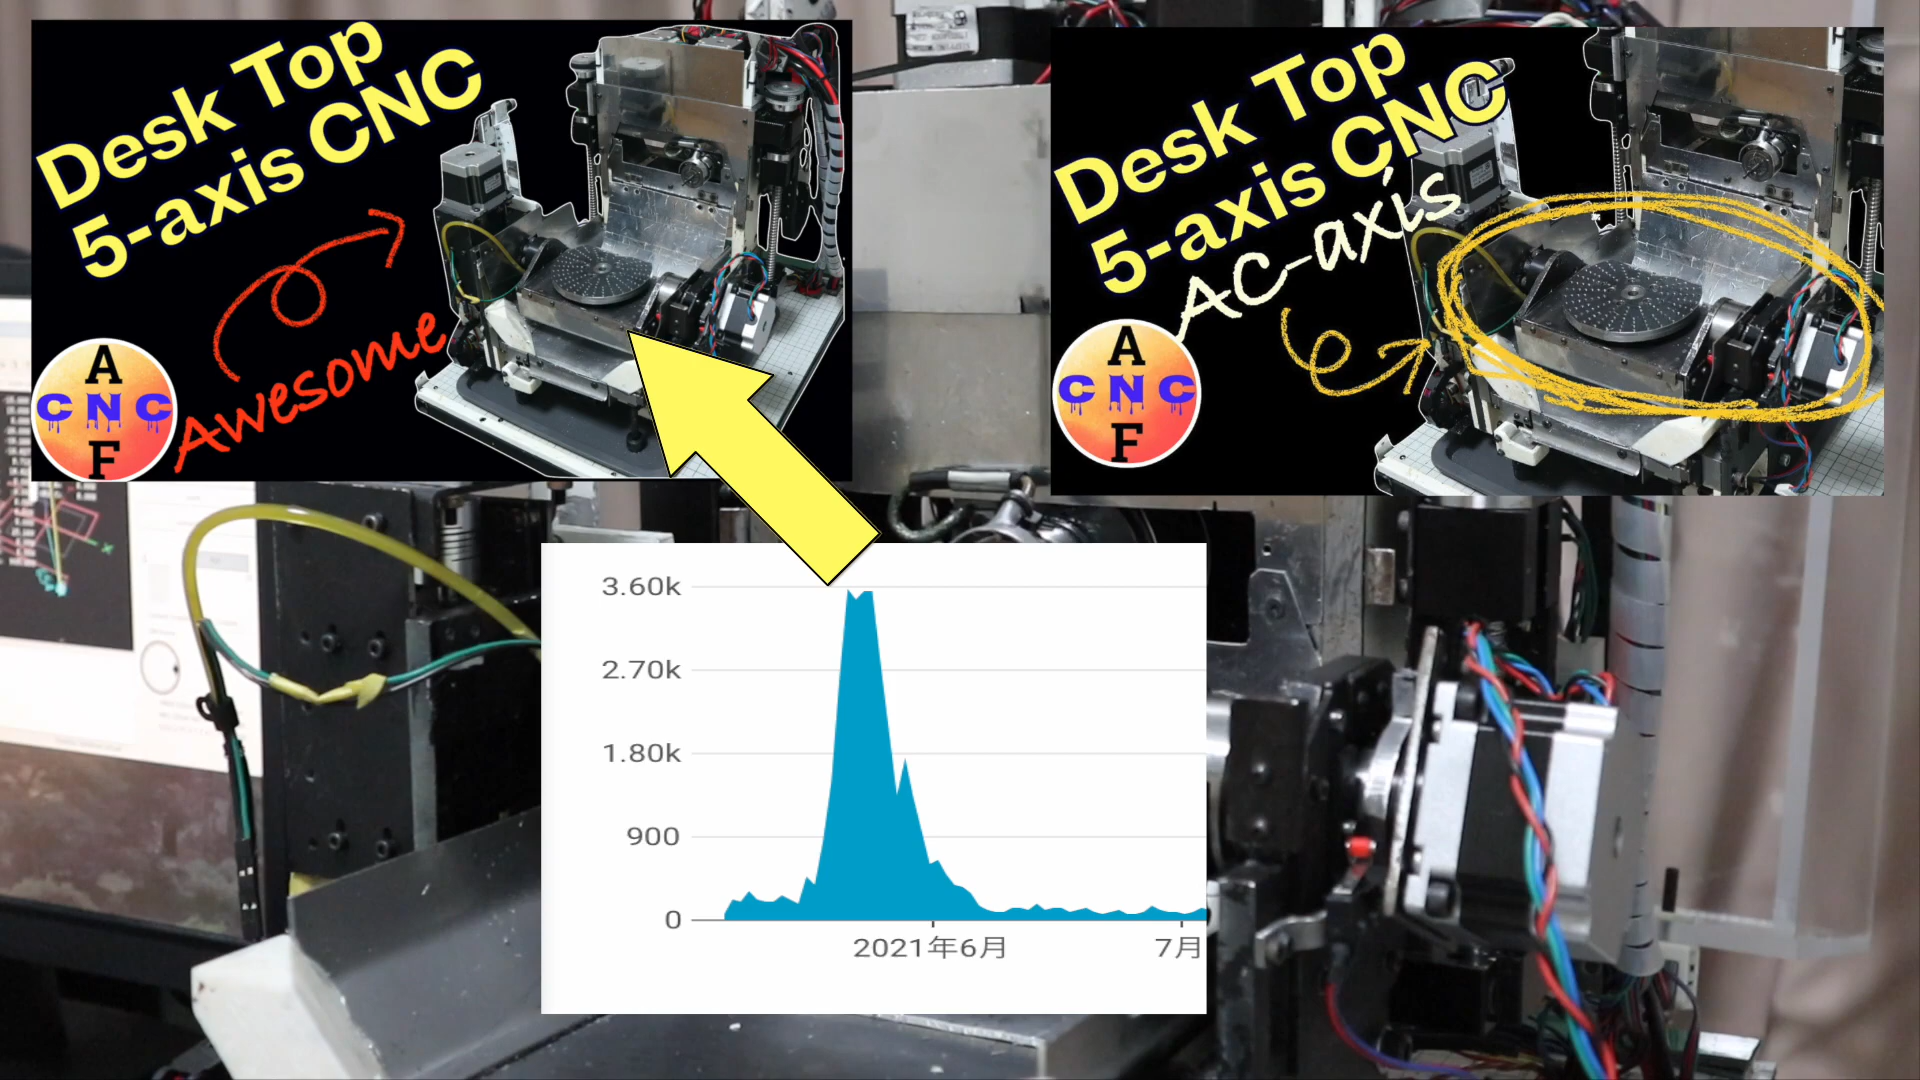 Desk Top
5-axis CNC
Awesome
A
CNC
F
Desk Top
5-axis CNC
AC-axis
A
CNC
F
3.60k
2.70k
1.80k
900
0
2021年6月
7月